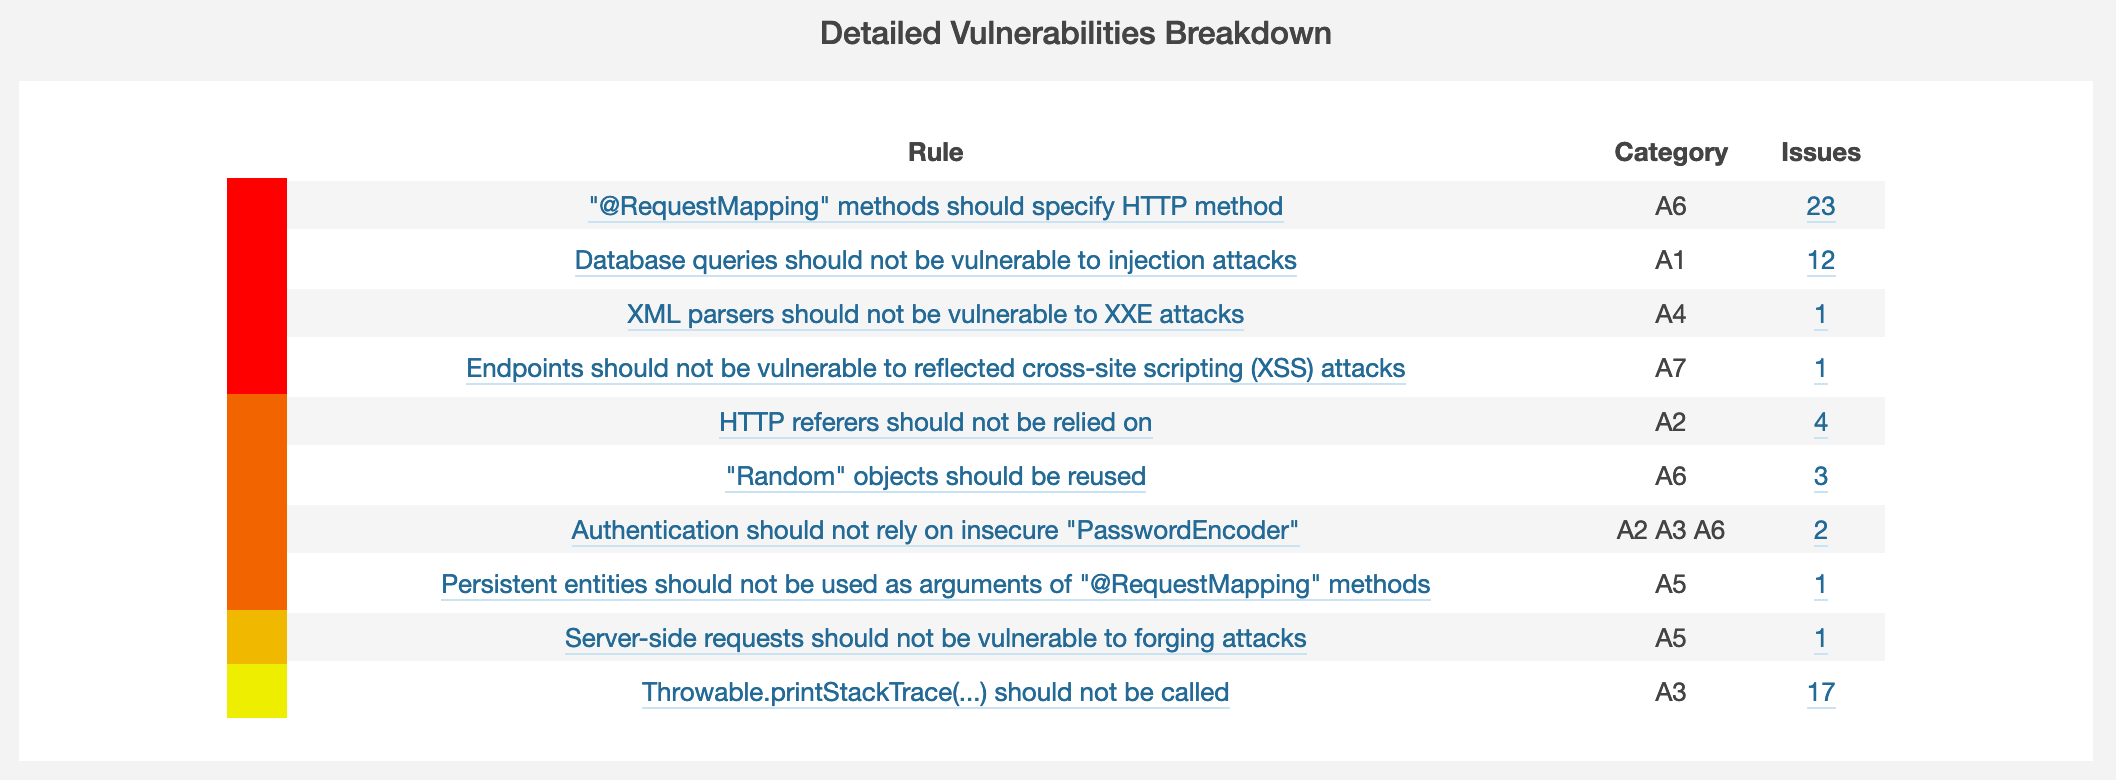 Detailed Vulnerabilities Breakdown
Rule Category Issues
"@RequestMapping" methods should specify HTTP method A6 23
Database queries should not be vulnerable to injection attacks A1 12
XML parsers should not be vulnerable to XXE attacks A4 1
Endpoints should not be vulnerable to reflected cross-site scripting (XSS) attacks A7 1
HTTP referers should not be relied on A2 4
"Random" objects should be reused A6 3
Authentication should not rely on insecure "PasswordEncoder" A2 A3 A6 2
Persistent entities should not be used as arguments of "@RequestMapping" methods A5 1
Server-side requests should not be vulnerable to forging attacks A5 1
Throwable.printStackTrace(...) should not be called A3 17